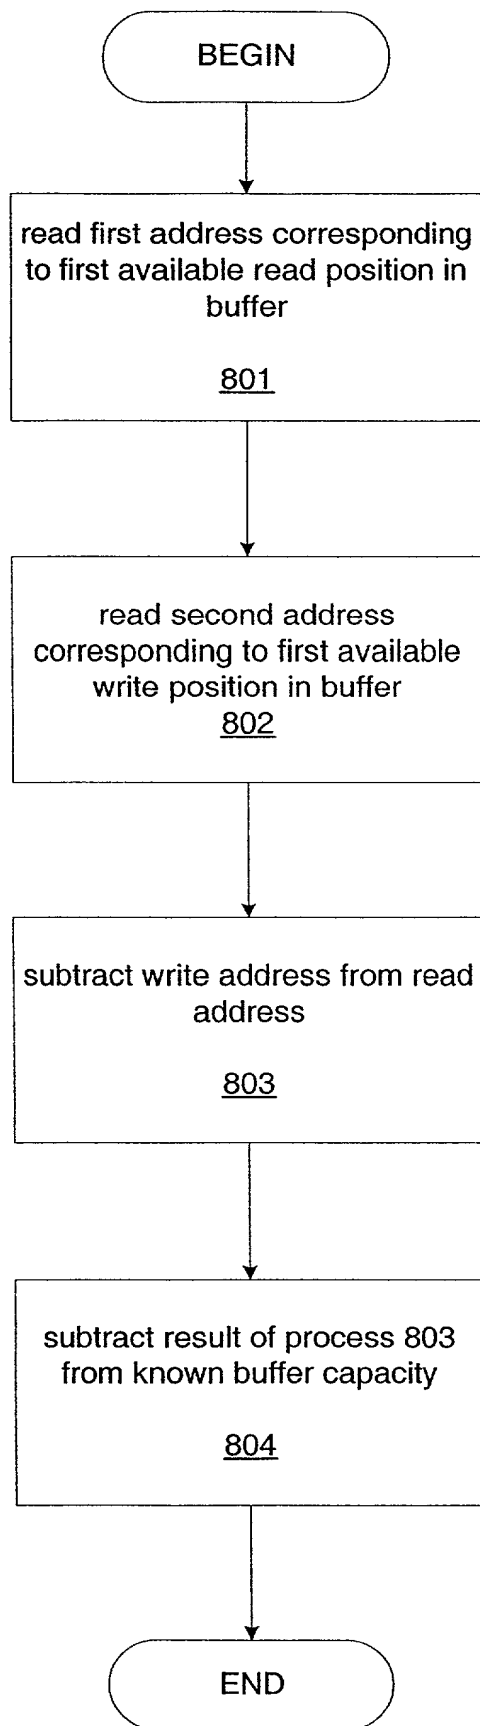 BEGIN
read first address corresponding
to first available read position in
buffer
801
read second address
corresponding to first available
write position in buffer
802
subtract write address from read
address
803
subtract result of process 803
from known buffer capacity
804
END